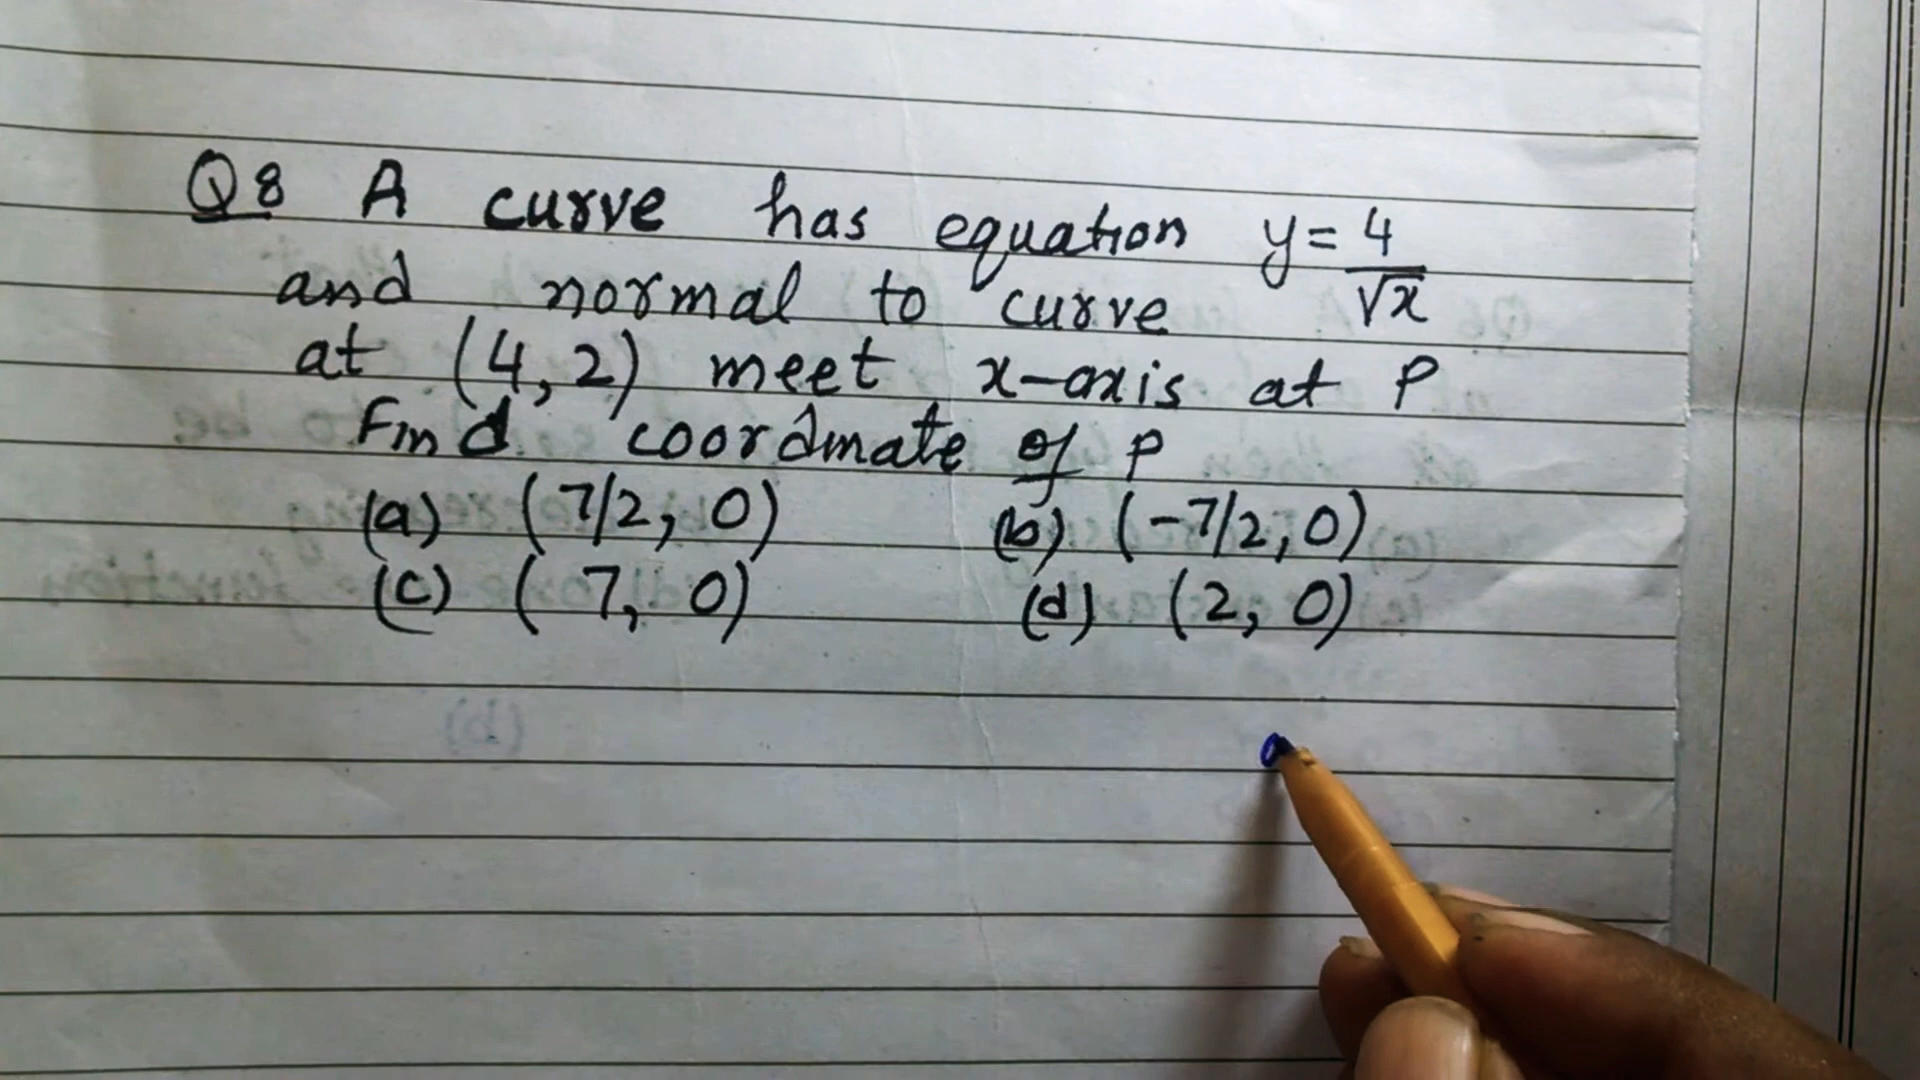 Q8 A curve has equation y = 4/√x
and normal to curve
at (4,2) meet x-axis at P
Find coordinate of P
(a) (7/2, 0) (b) (-7/2, 0)
(c) (7, 0) (d) (2, 0)
(b)